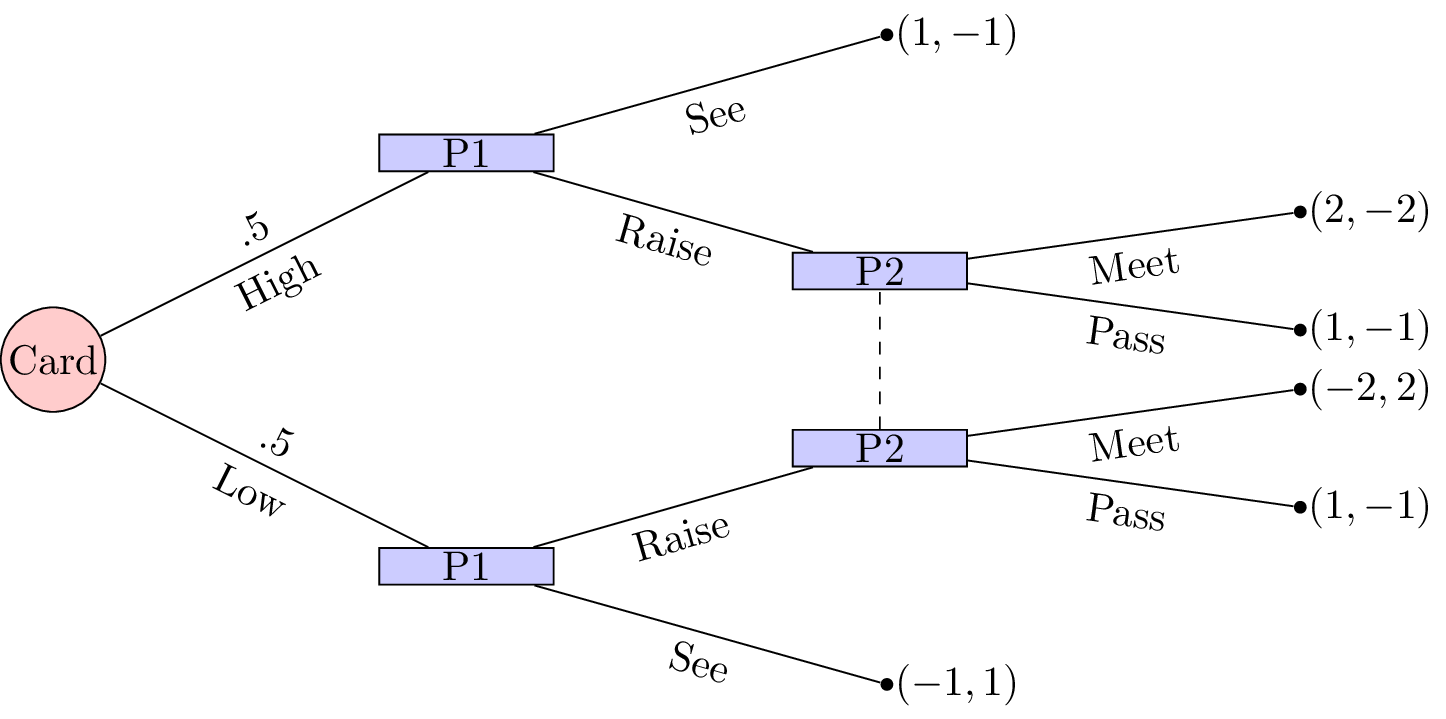 (1, −1)
See
P1
.5
High
Raise
(2, −2)
P2
Meet
(1, −1)
Pass
Card
(−2, 2)
P2
Meet
.5
Low
(1, −1)
Pass
Raise
P1
See
(−1, 1)